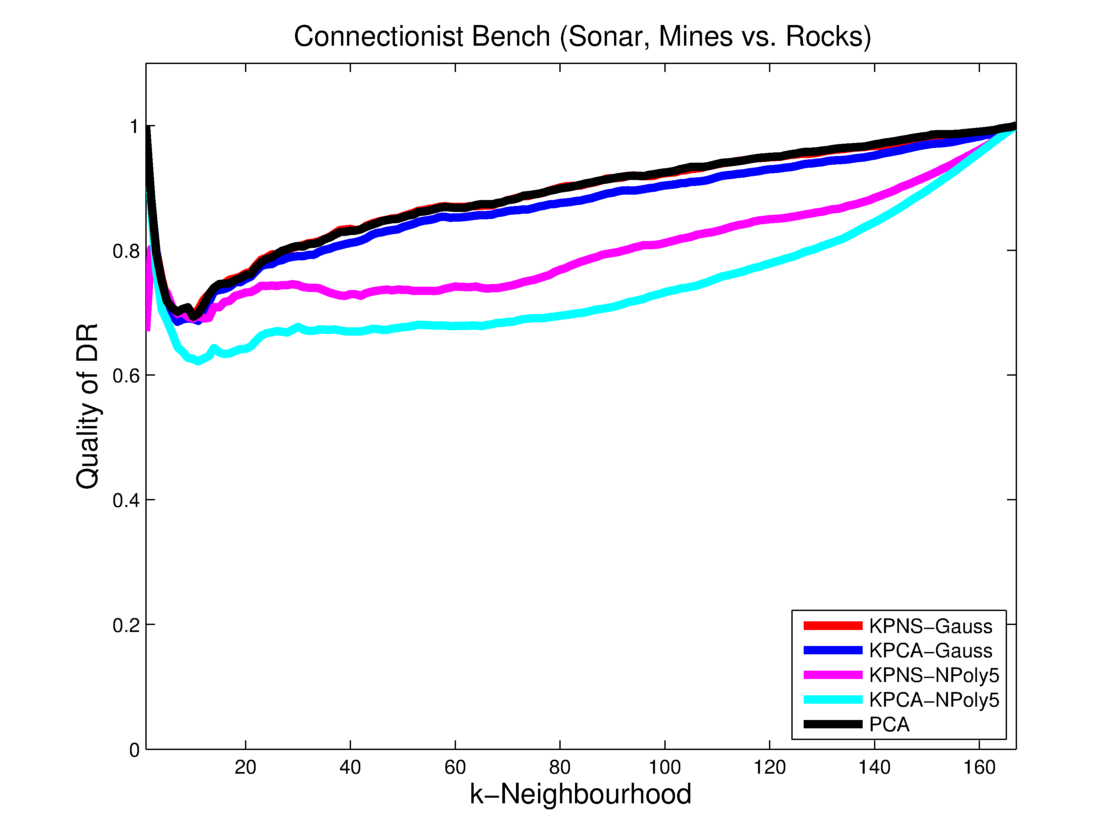 Connectionist Bench (Sonar, Mines vs. Rocks)
Quality of DR
1
0.8
0.6
0.4
0.2
0
20 40 60 80 100 120 140 160
k−Neighbourhood
KPNS−Gauss
KPCA−Gauss
KPNS−NPoly5
KPCA−NPoly5
PCA